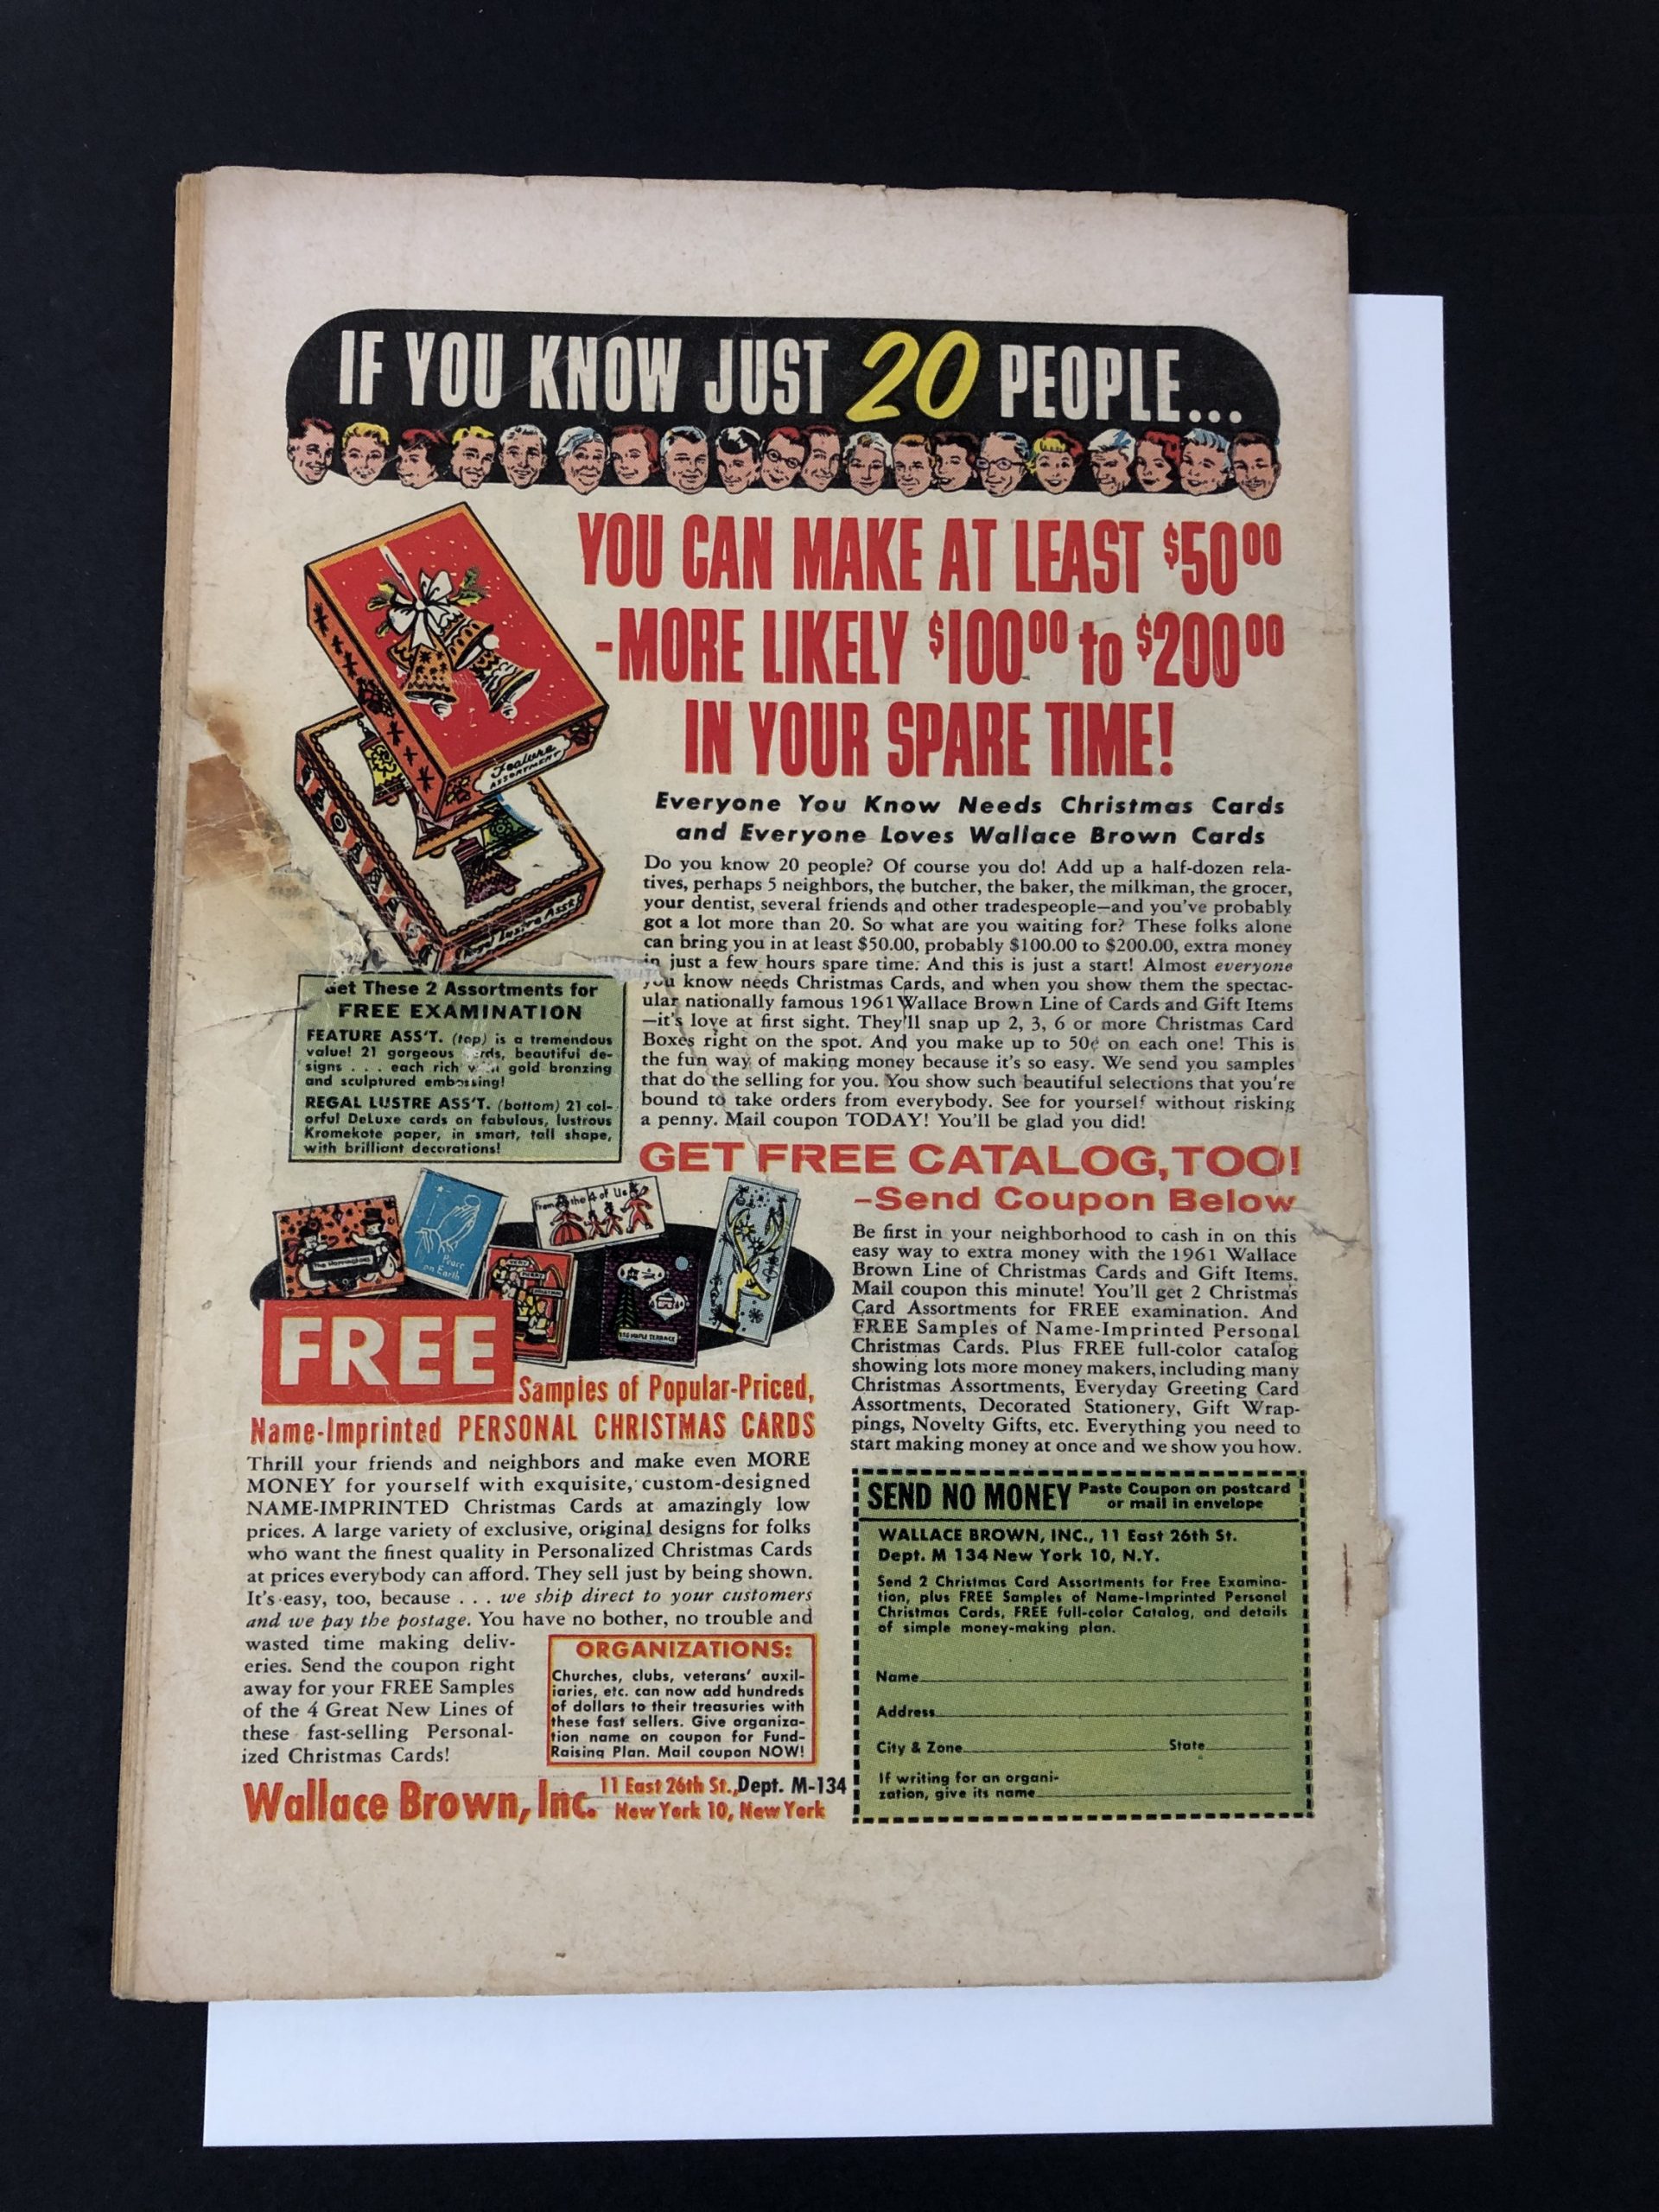 IF YOU KNOW JUST 20 PEOPLE...
YOU CAN MAKE AT LEAST $50 00
-MORE LIKELY $100 00 to $200 00
IN YOUR SPARE TIME!
Feature
ASSORTMENT
Everyone You Know Needs Christmas Cards
and Everyone Loves Wallace Brown Cards
Do you know 20 people? Of course you do! Add up a half-dozen rela-
tives, perhaps 5 neighbors, the butcher, the baker, the milkman, the grocer,
your dentist, several friends and other tradespeople—and you've probably
got a lot more than 20. So what are you waiting for? These folks alone
can bring you in at least $50.00, probably $100.00 to $200.00, extra money
in just a few hours spare time. And this is just a start! Almost everyone
you know needs Christmas Cards, and when you show them the spectac-
ular nationally famous 1961 Wallace Brown Line of Cards and Gift Items
—it's love at first sight. They'll snap up 2, 3, 6 or more Christmas Card
Boxes right on the spot. And you make up to 50¢ on each one! This is
the fun way of making money because it's so easy. We send you samples
that do the selling for you. You show such beautiful selections that you're
bound to take orders from everybody. See for yourself without risking
a penny. Mail coupon TODAY! You'll be glad you did!
Regal Lustre Ass't
Get These 2 Assortments for
FREE EXAMINATION
FEATURE ASS'T. (top) is a tremendous
value! 21 gorgeous cards, beautiful de-
signs . . . each rich with gold bronzing
and sculptured embossing!
REGAL LUSTRE ASS'T. (bottom) 21 col-
orful DeLuxe cards on fabulous, lustrous
Kromekote paper, in smart, tall shape,
with brilliant decorations!
GET FREE CATALOG, TOO!
-Send Coupon Below
Be first in your neighborhood to cash in on this
easy way to extra money with the 1961 Wallace
Brown Line of Christmas Cards and Gift Items.
Mail coupon this minute! You'll get 2 Christmas
Card Assortments for FREE examination. And
FREE Samples of Name-Imprinted Personal
Christmas Cards. Plus FREE full-color catalog
showing lots more money makers, including many
Christmas Assortments, Everyday Greeting Card
Assortments, Decorated Stationery, Gift Wrap-
pings, Novelty Gifts, etc. Everything you need to
start making money at once and we show you how.
The Harringtons
Peace
on Earth
From the 4 of Us
VERY
MERRY
CHRISTMAS
MAPLE TERRACE
FREE
Samples of Popular-Priced,
Name-Imprinted PERSONAL CHRISTMAS CARDS
Thrill your friends and neighbors and make even MORE
MONEY for yourself with exquisite, custom-designed
NAME-IMPRINTED Christmas Cards at amazingly low
prices. A large variety of exclusive, original designs for folks
who want the finest quality in Personalized Christmas Cards
at prices everybody can afford. They sell just by being shown.
It's easy, too, because . . . we ship direct to your customers
and we pay the postage. You have no bother, no trouble and
wasted time making deliv-
eries. Send the coupon right
away for your FREE Samples
of the 4 Great New Lines of
these fast-selling Personal-
ized Christmas Cards!
ORGANIZATIONS:
Churches, clubs, veterans' auxil-
iaries, etc. can now add hundreds
of dollars to their treasuries with
these fast sellers. Give organiza-
tion name on coupon for Fund-
Raising Plan. Mail coupon NOW!
Wallace Brown, Inc. 11 East 26th St., Dept. M-134
New York 10, New York
SEND NO MONEY Paste Coupon on postcard
or mail in envelope
WALLACE BROWN, INC., 11 East 26th St.
Dept. M 134 New York 10, N.Y.
Send 2 Christmas Card Assortments for Free Examina-
tion, plus FREE Samples of Name-Imprinted Personal
Christmas Cards, FREE full-color Catalog, and details
of simple money-making plan.
Name
Address
City & Zone State
If writing for an organi-
zation, give its name